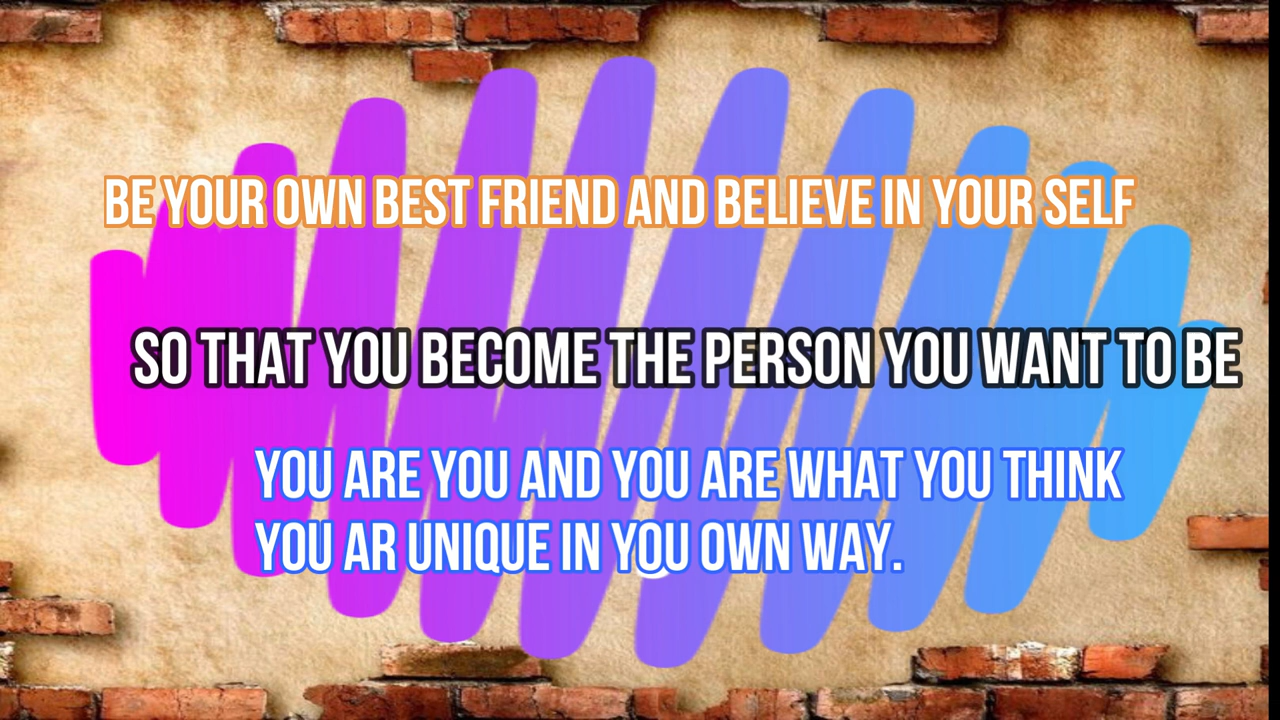 BE YOUR OWN BEST FRIEND AND BELIEVE IN YOUR SELF
SO THAT YOU BECOME THE PERSON YOU WANT TO BE
YOU ARE YOU AND YOU ARE WHAT YOU THINK
YOU AR UNIQUE IN YOU OWN WAY.